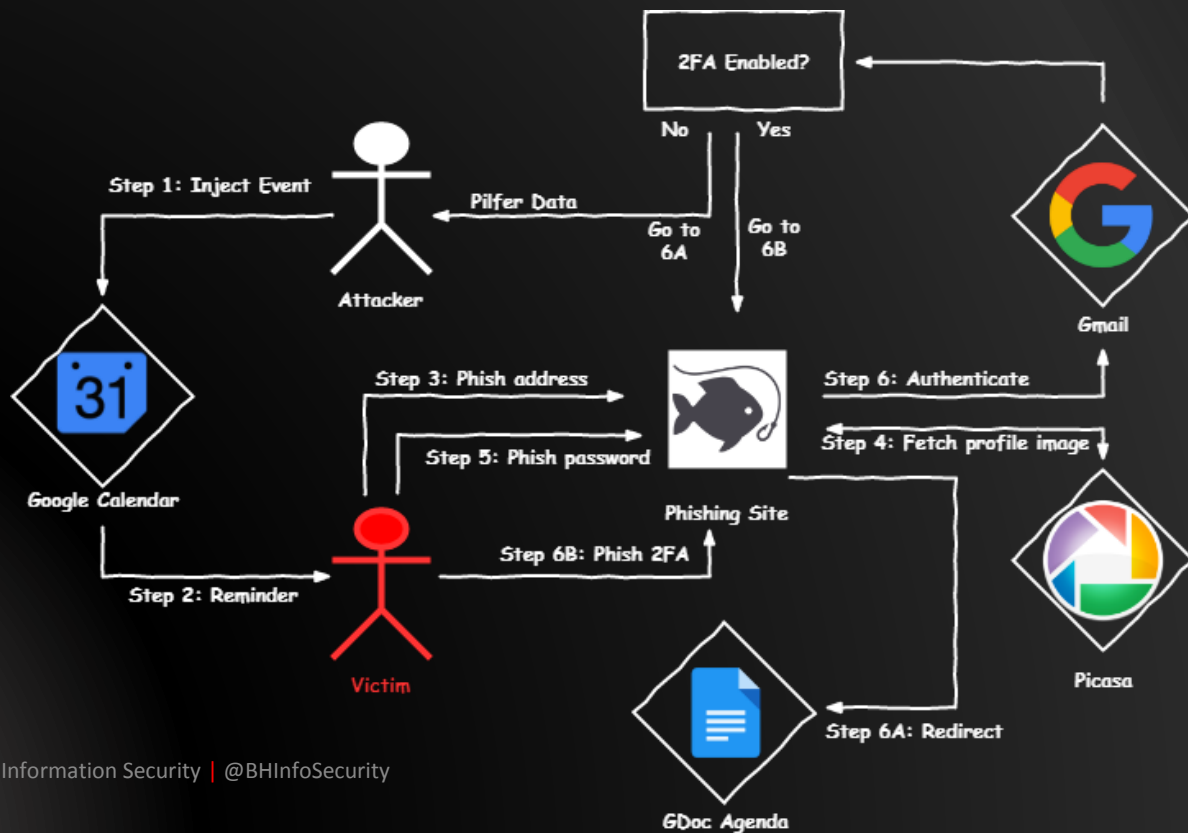 2FA Enabled?
No
Yes
Step 1: Inject Event
Pilfer Data
Go to
6A
Go to
6B
Attacker
Gmail
31
Step 3: Phish address
Step 6: Authenticate
Step 4: Fetch profile image
Step 5: Phish password
Google Calendar
Phishing Site
Step 6B: Phish 2FA
Step 2: Reminder
Victim
Picasa
Step 6A: Redirect
Information Security | @BHInfoSecurity
GDoc Agenda